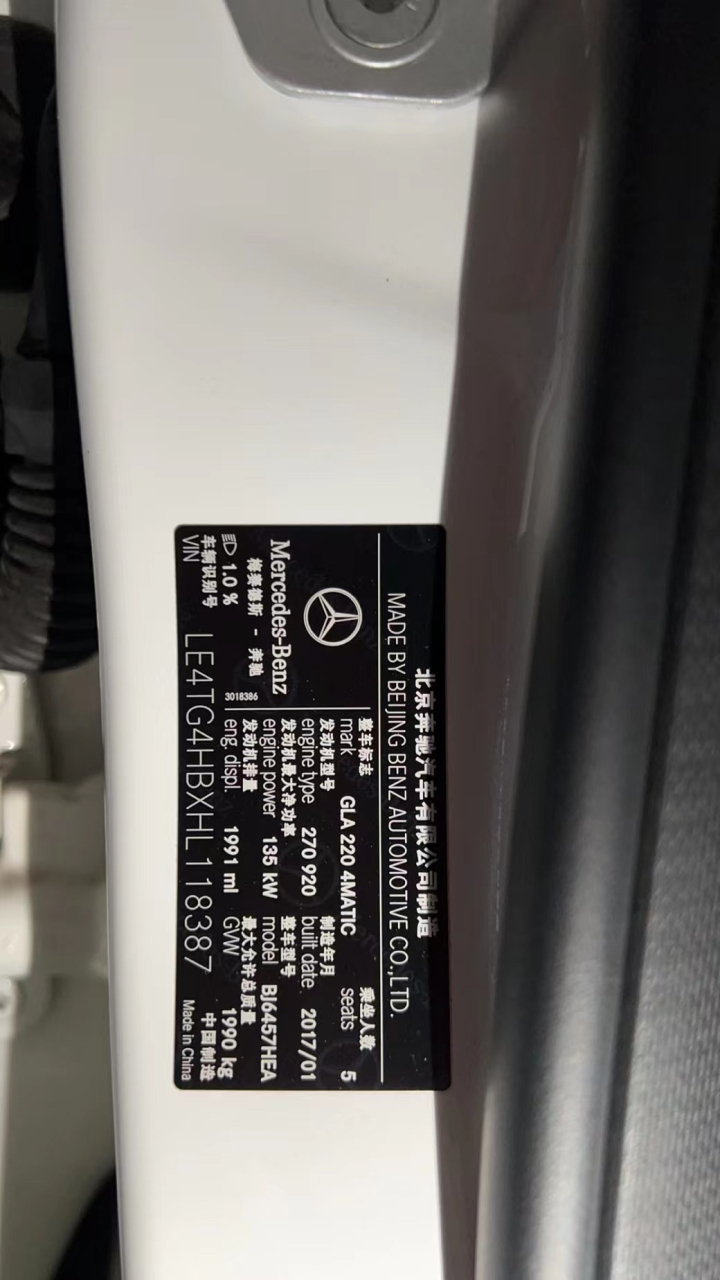 北京奔驰汽车有限公司制造
MADE BY BEIJING BENZ AUTOMOTIVE CO.,LTD.
Mercedes-Benz
梅赛德斯 - 奔驰
1.0 %
3018386
整车标志 乘坐人数
mark GLA 220 4MATIC seats 5
发动机型号 制造年月
engine type 270 920 built date 2017/01
发动机最大净功率 整车型号
engine power 135 kW model BJ6457HEA
发动机排量 最大允许总质量
eng. displ. 1991 ml GVW 1990 kg
车辆识别号 中国制造
VIN LE4TG4HBXHL118387 Made in China